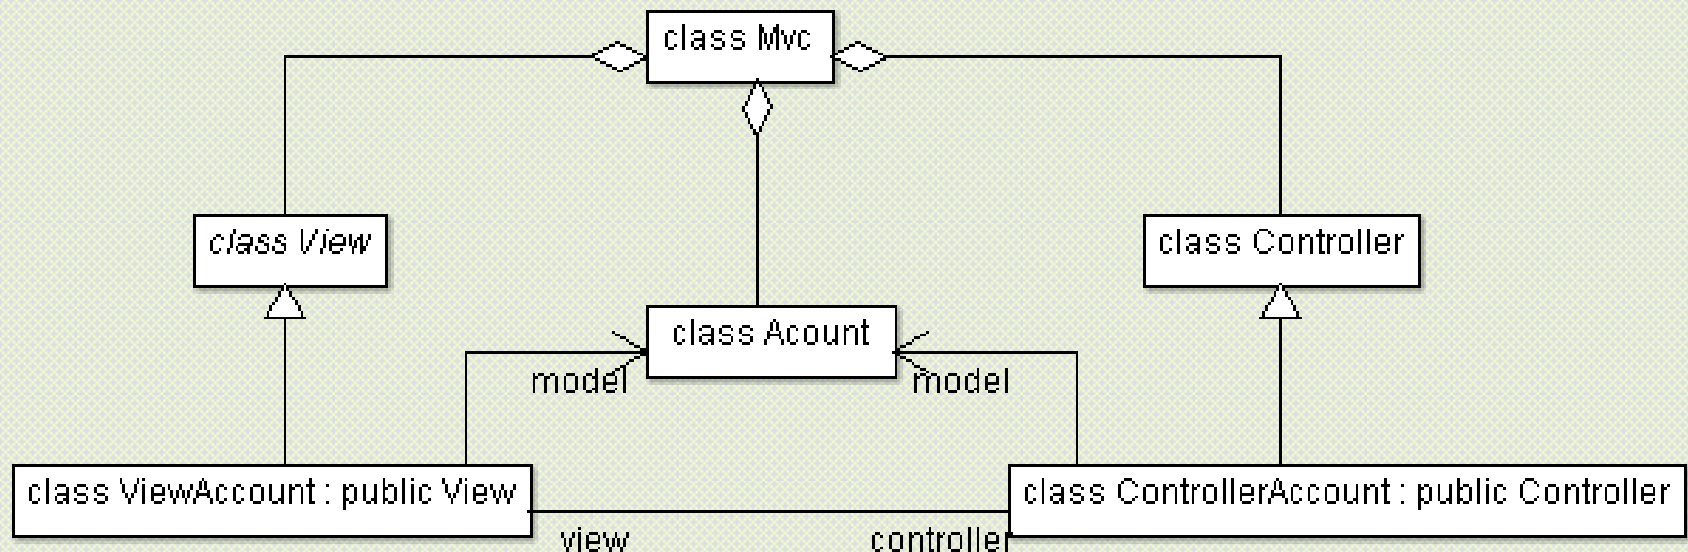 class Mvc
class View
class Controller
class Acount
model
model
class ViewAccount : public View
class ControllerAccount : public Controller
view
controller